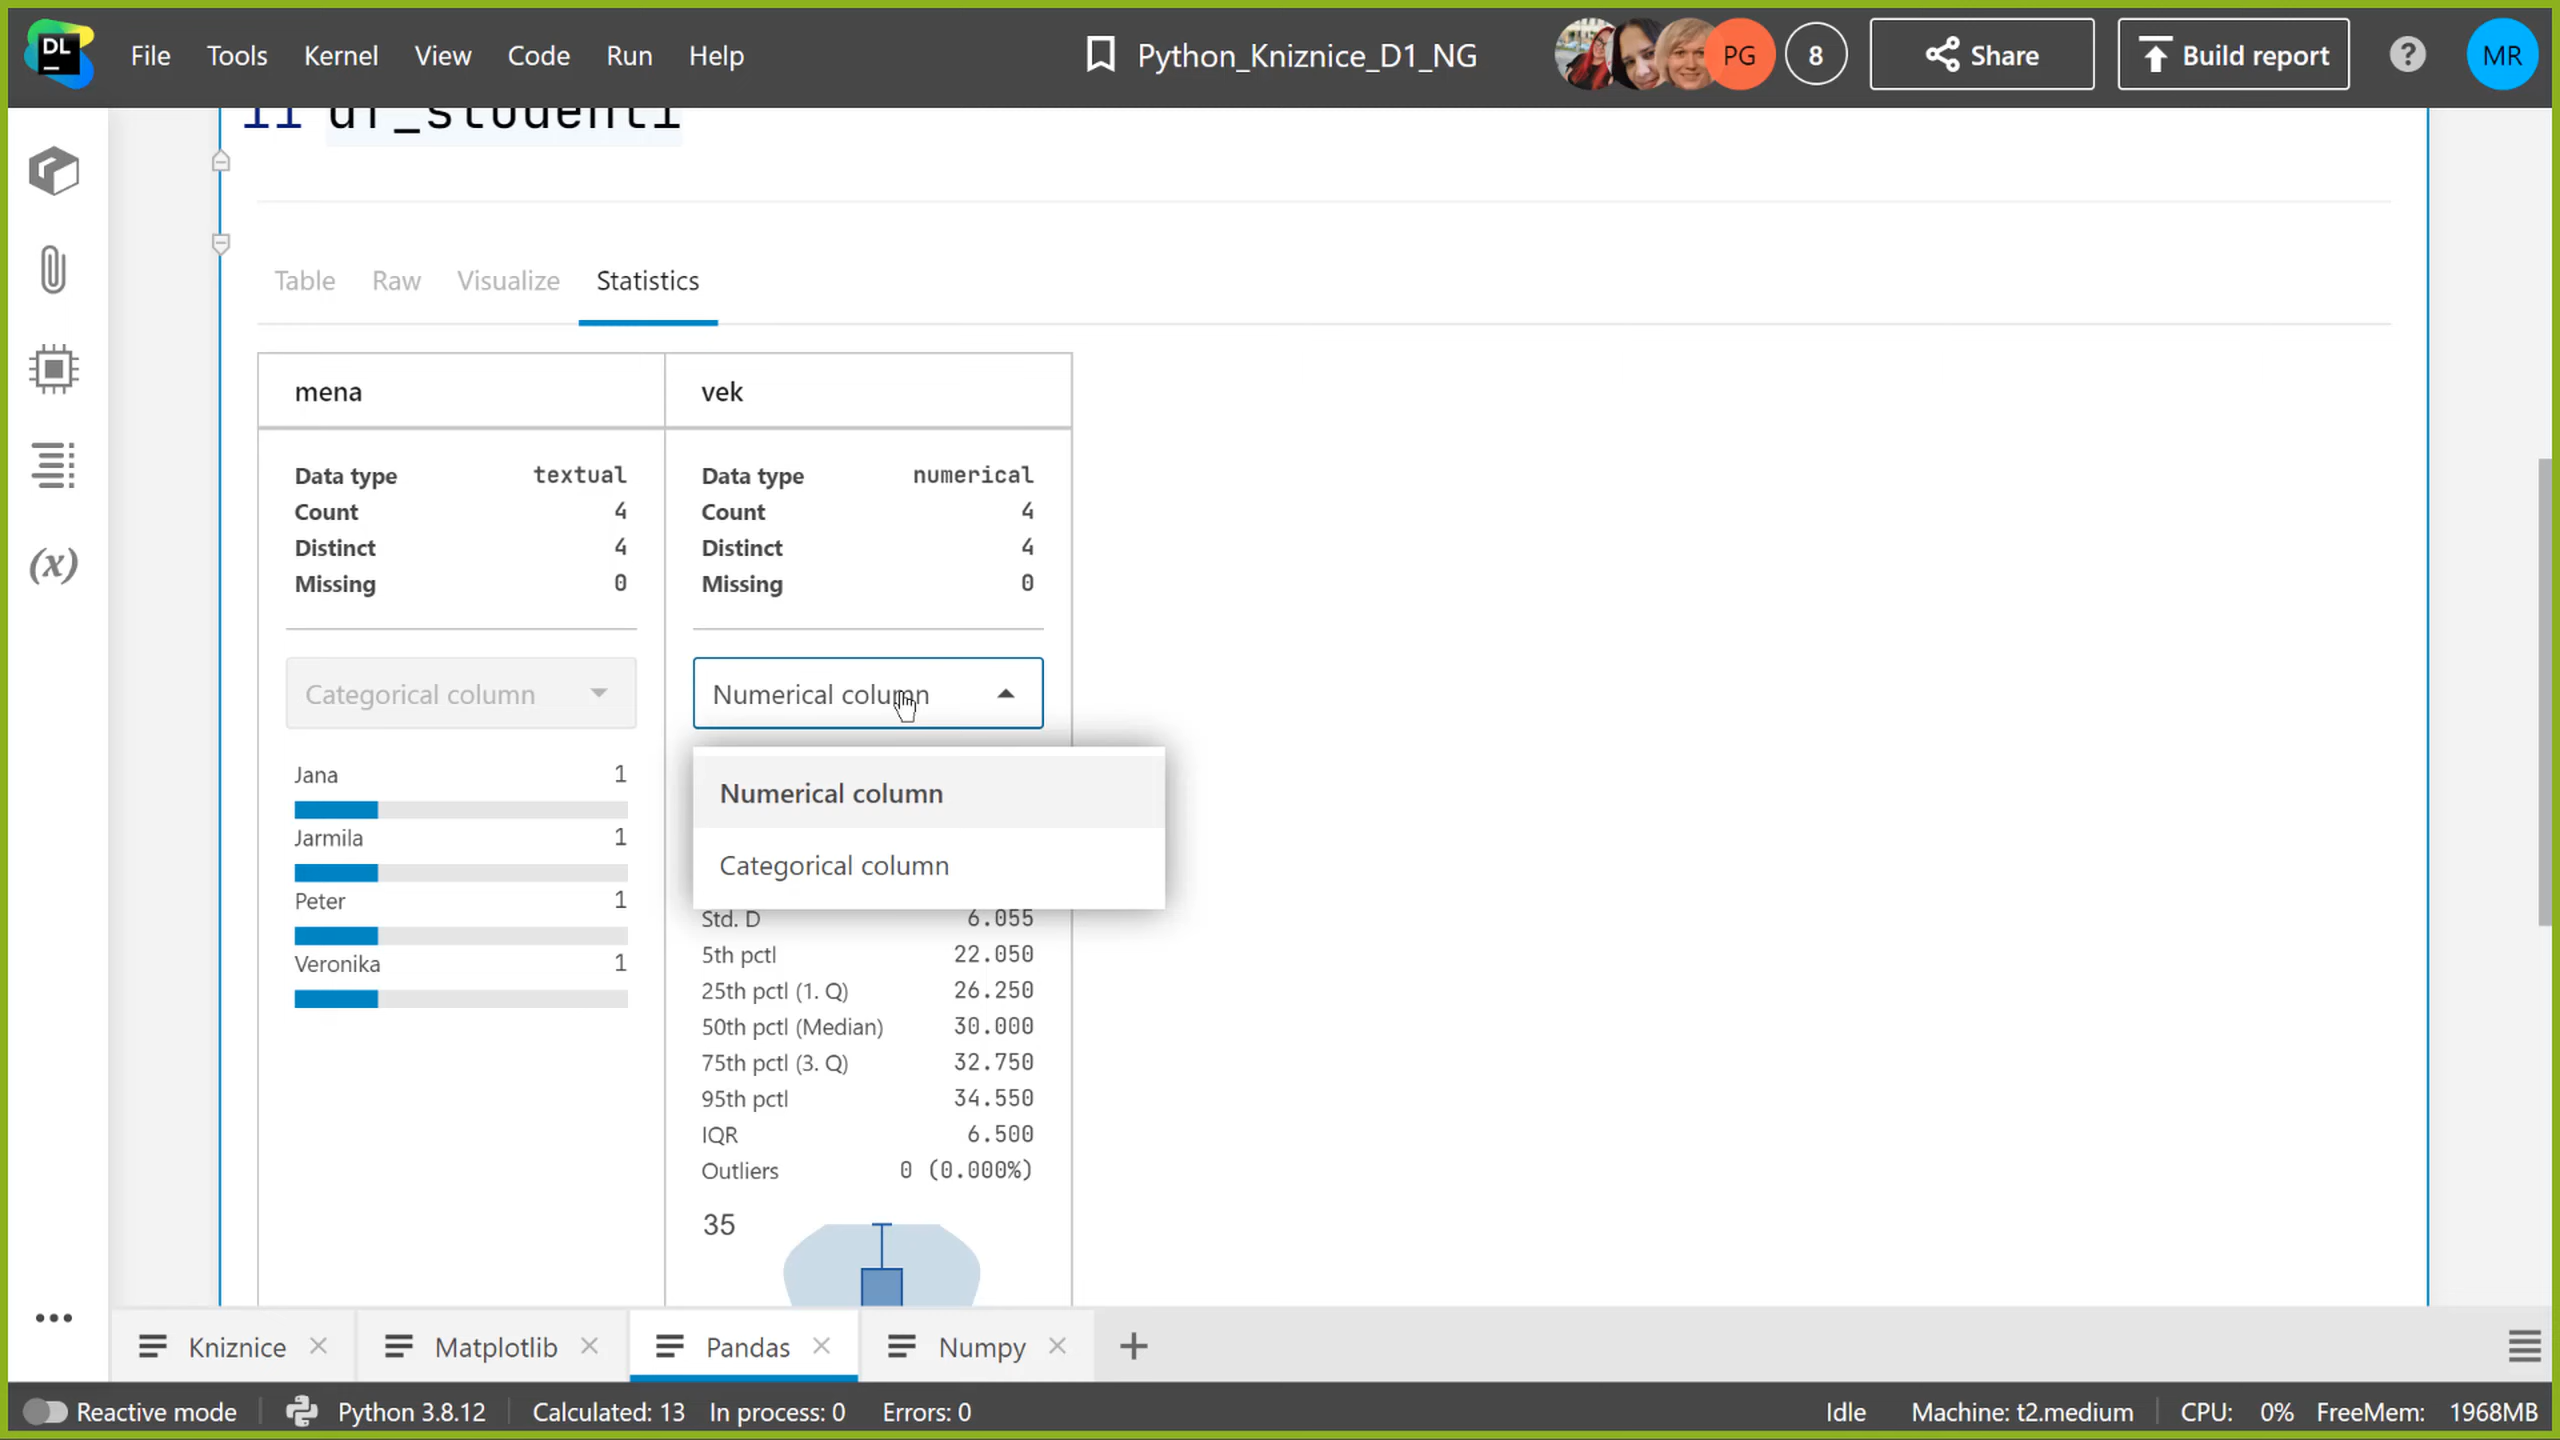 DL
File Tools Kernel View Code Run Help
Python_Kniznice_D1_NG
PG 8 Share Build report ? MR
11 df_studenti
Table Raw Visualize Statistics
mena vek
Data type textual Data type numerical
Count 4 Count 4
Distinct 4 Distinct 4
Missing 0 Missing 0
Categorical column Numerical column
Jana 1
Numerical column
Jarmila 1
Categorical column
Peter 1
Std. D 6.055
5th pctl 22.050
Veronika 1
25th pctl (1. Q) 26.250
50th pctl (Median) 30.000
75th pctl (3. Q) 32.750
95th pctl 34.550
IQR 6.500
Outliers 0 (0.000%)
35
(x)
Kniznice Matplotlib Pandas Numpy
Reactive mode Python 3.8.12 Calculated: 13 In process: 0 Errors: 0 Idle Machine: t2.medium CPU: 0% FreeMem: 1968MB